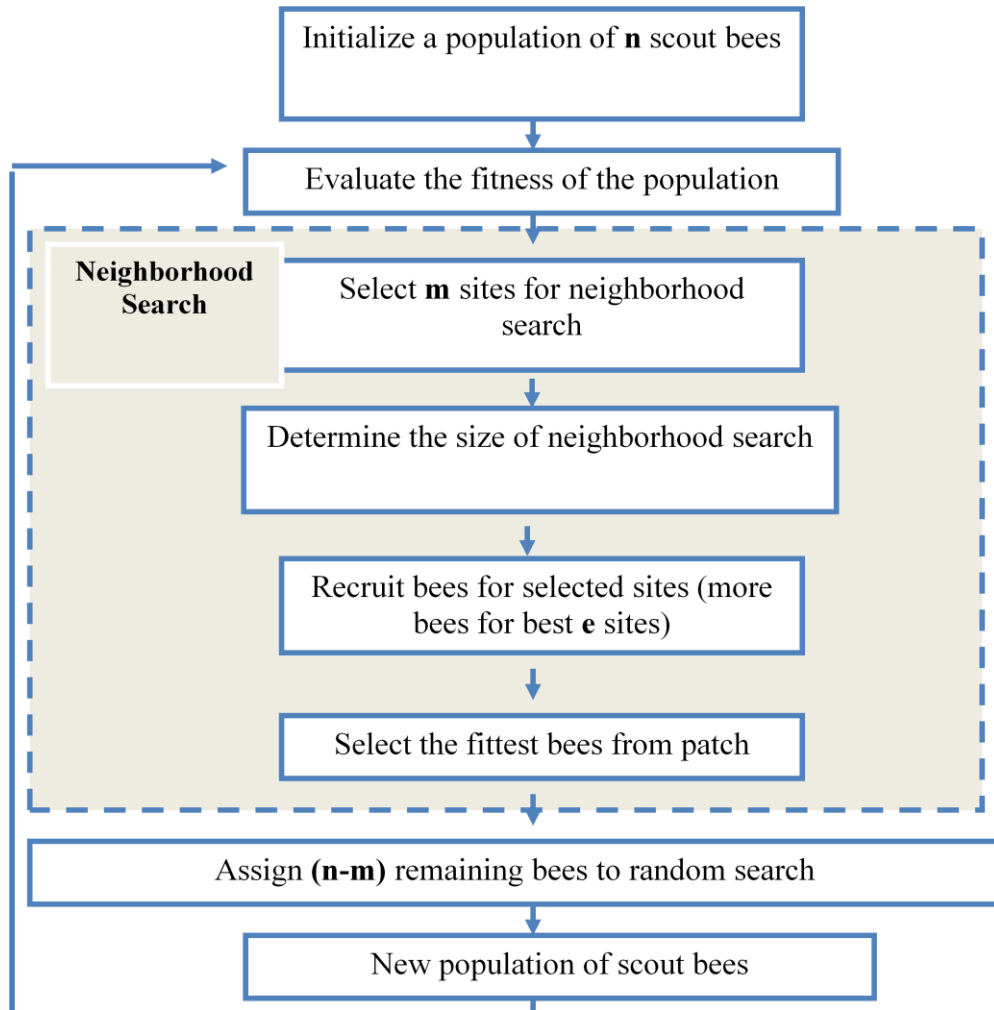 Initialize a population of n scout bees
Evaluate the fitness of the population
Neighborhood
Search
Select m sites for neighborhood
search
Determine the size of neighborhood search
Recruit bees for selected sites (more
bees for best e sites)
Select the fittest bees from patch
Assign (n-m) remaining bees to random search
New population of scout bees